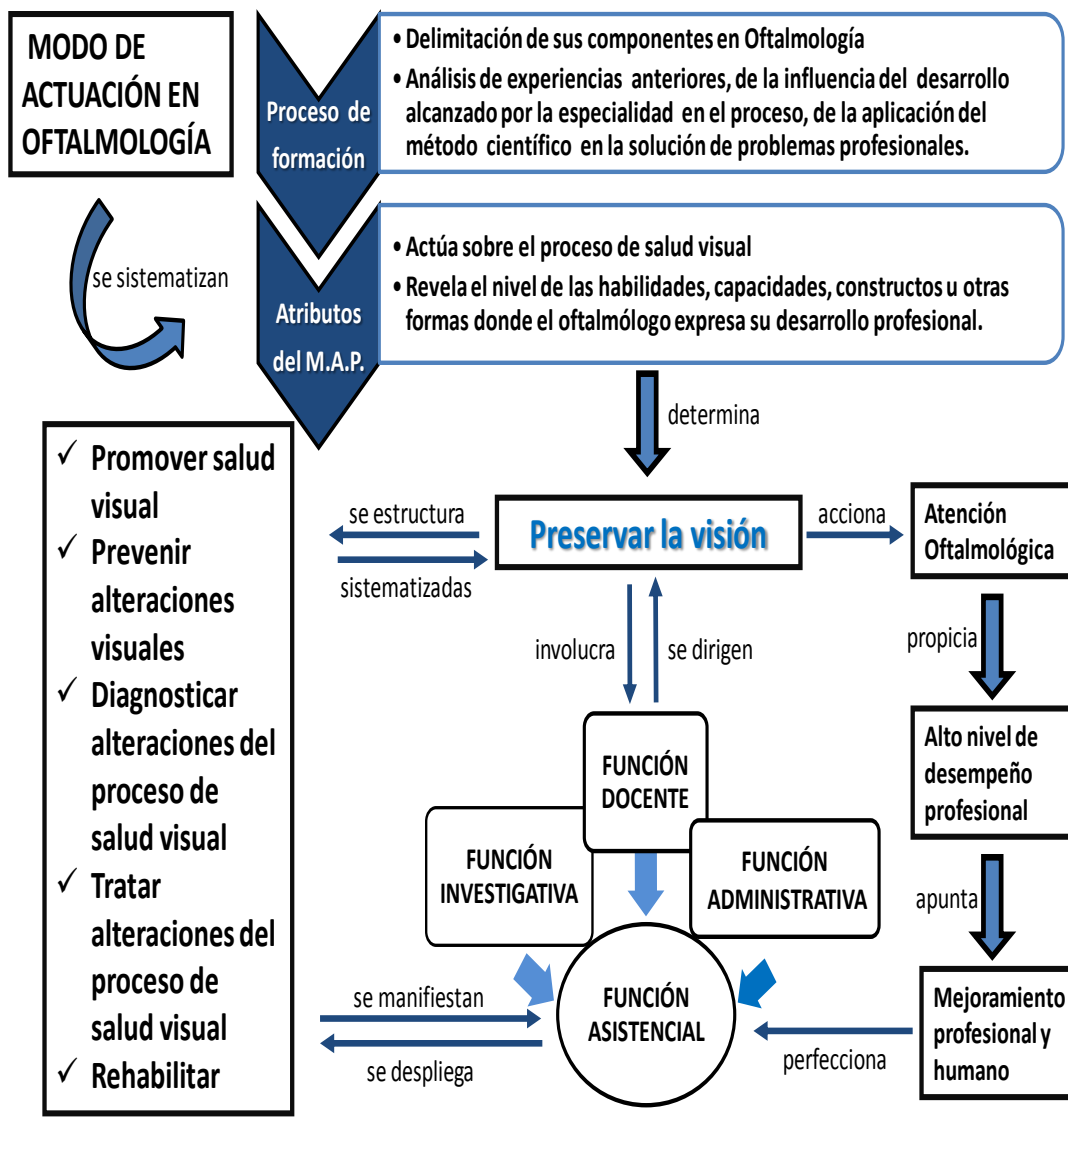 MODO DE
ACTUACIÓN EN
OFTALMOLOGÍA
Proceso de
formación
• Delimitación de sus componentes en Oftalmología
• Análisis de experiencias anteriores, de la influencia del desarrollo
alcanzado por la especialidad en el proceso, de la aplicación del
método científico en la solución de problemas profesionales.
se sistematizan
Atributos
del M.A.P.
• Actúa sobre el proceso de salud visual
• Revela el nivel de las habilidades, capacidades, constructos u otras
formas donde el oftalmólogo expresa su desarrollo profesional.
determina
✓ Promover salud
visual
✓ Prevenir
alteraciones
visuales
✓ Diagnosticar
alteraciones del
proceso de
salud visual
✓ Tratar
alteraciones del
proceso de
salud visual
✓ Rehabilitar
se estructura
sistematizadas
Preservar la visión
acciona
Atención
Oftalmológica
involucra
se dirigen
propicia
Alto nivel de
desempeño
profesional
FUNCIÓN
DOCENTE
FUNCIÓN
INVESTIGATIVA
FUNCIÓN
ADMINISTRATIVA
apunta
se manifiestan
se despliega
FUNCIÓN
ASISTENCIAL
perfecciona
Mejoramiento
profesional y
humano